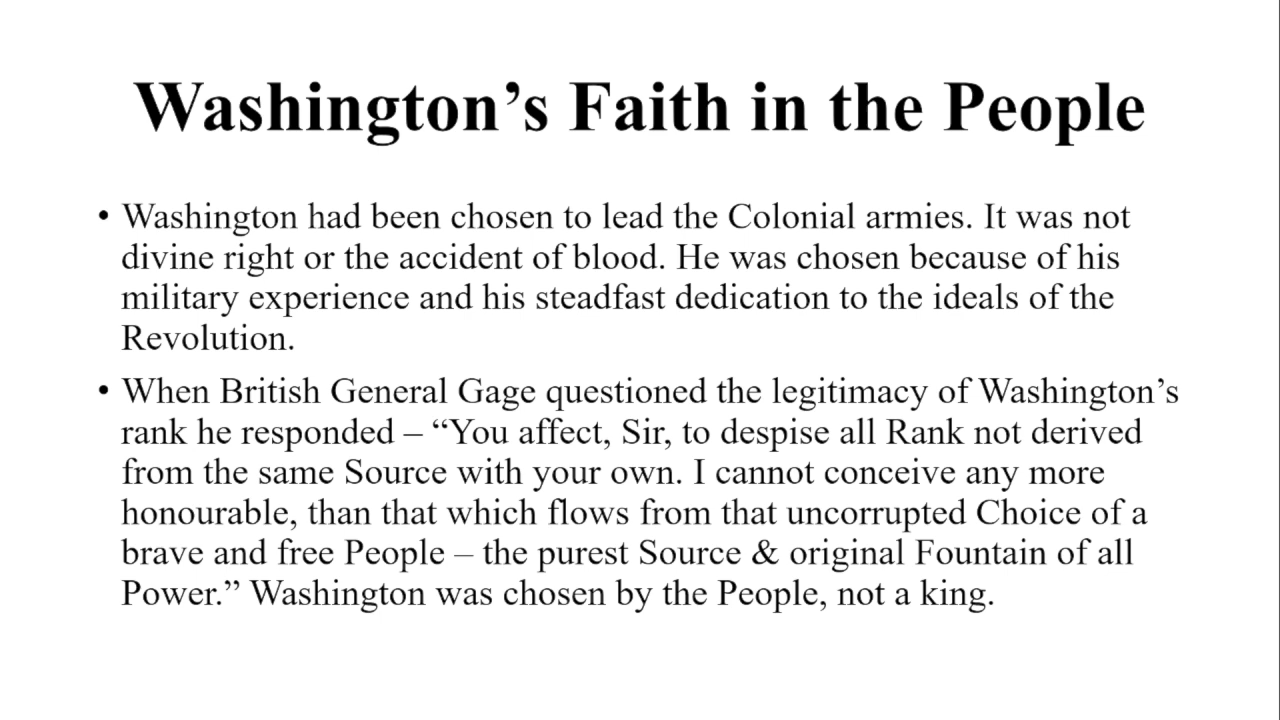 Washington’s Faith in the People
• Washington had been chosen to lead the Colonial armies. It was not
divine right or the accident of blood. He was chosen because of his
military experience and his steadfast dedication to the ideals of the
Revolution.
• When British General Gage questioned the legitimacy of Washington’s
rank he responded – “You affect, Sir, to despise all Rank not derived
from the same Source with your own. I cannot conceive any more
honourable, than that which flows from that uncorrupted Choice of a
brave and free People – the purest Source & original Fountain of all
Power.” Washington was chosen by the People, not a king.